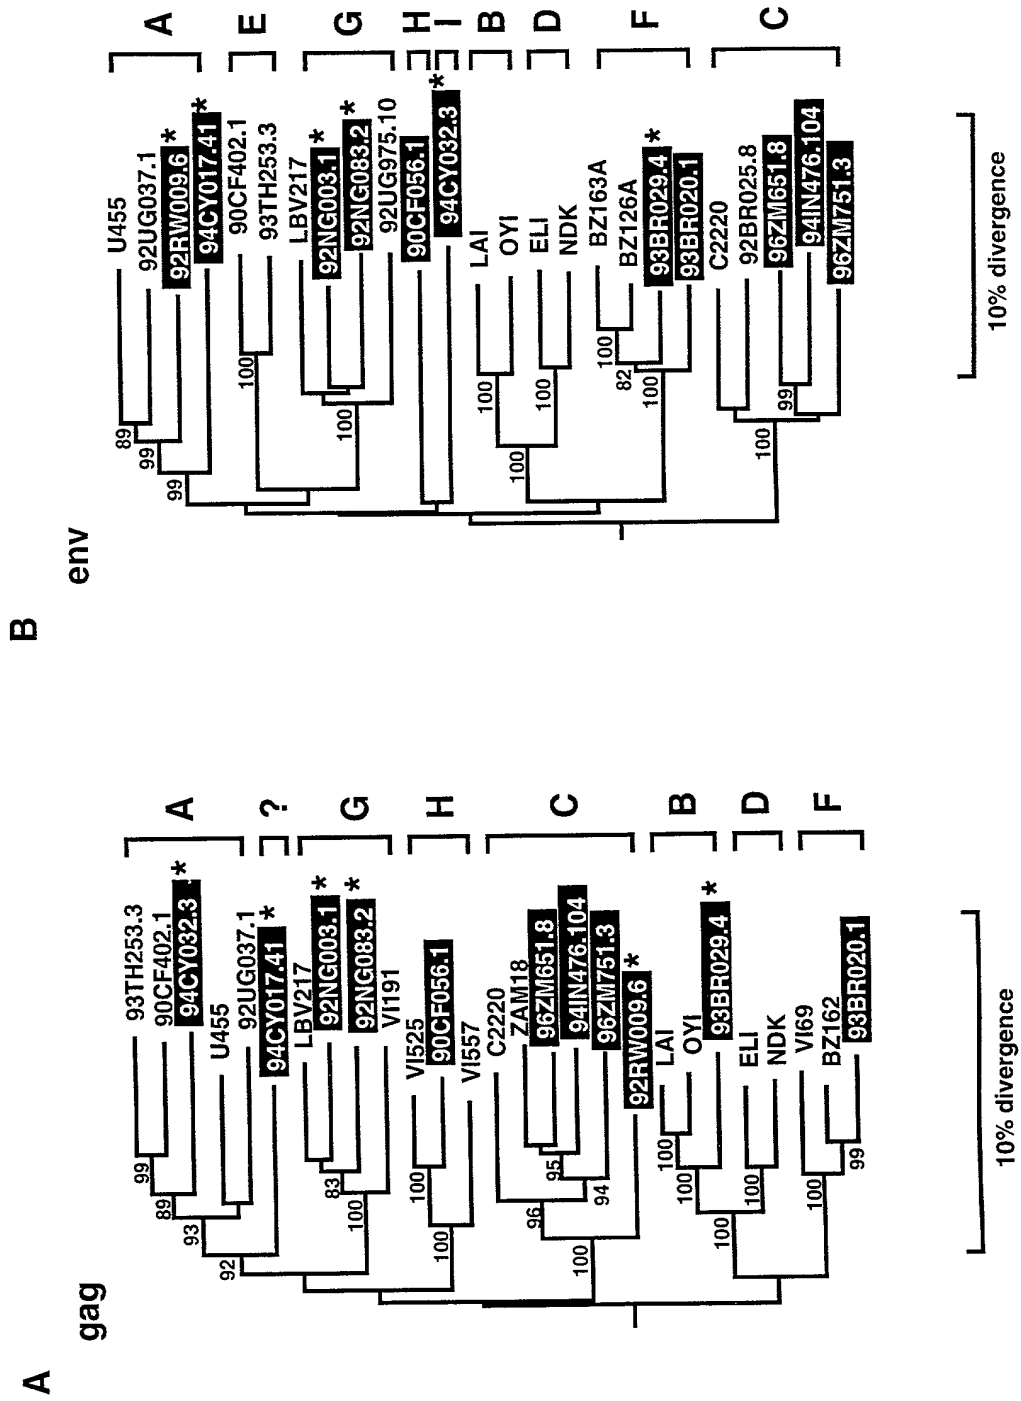 A
gag
93TH253.3
90CF402.1
94CY032.3 *
U455
92UG037.1
94CY017.41 *
LBV217
92NG003.1 *
92NG083.2 *
VI191
VI525
90CF056.1
VI557
C2220
ZAM18
96ZM651.8
94IN476.104
96ZM751.3
92RW009.6 *
LAI
OYI
93BR029.4 *
ELI
NDK
VI69
BZ162
93BR020.1
99
89
93
92
83
100
100
100
95
94
96
100
100
100
100
100
100
99
A
?
G
H
C
B
D
F
10% divergence
B
env
U455
92UG037.1
92RW009.6 *
94CY017.41 *
90CF402.1
93TH253.3
LBV217
92NG003.1 *
92NG083.2 *
92UG975.10
90CF056.1
94CY032.3 *
LAI
OYI
ELI
NDK
BZ163A
BZ126A
93BR029.4 *
93BR020.1
C2220
92BR025.8
96ZM651.8
94IN476.104
96ZM751.3
89
99
99
100
100
100
100
100
100
82
100
99
100
A
E
G
H
I
B
D
F
C
10% divergence